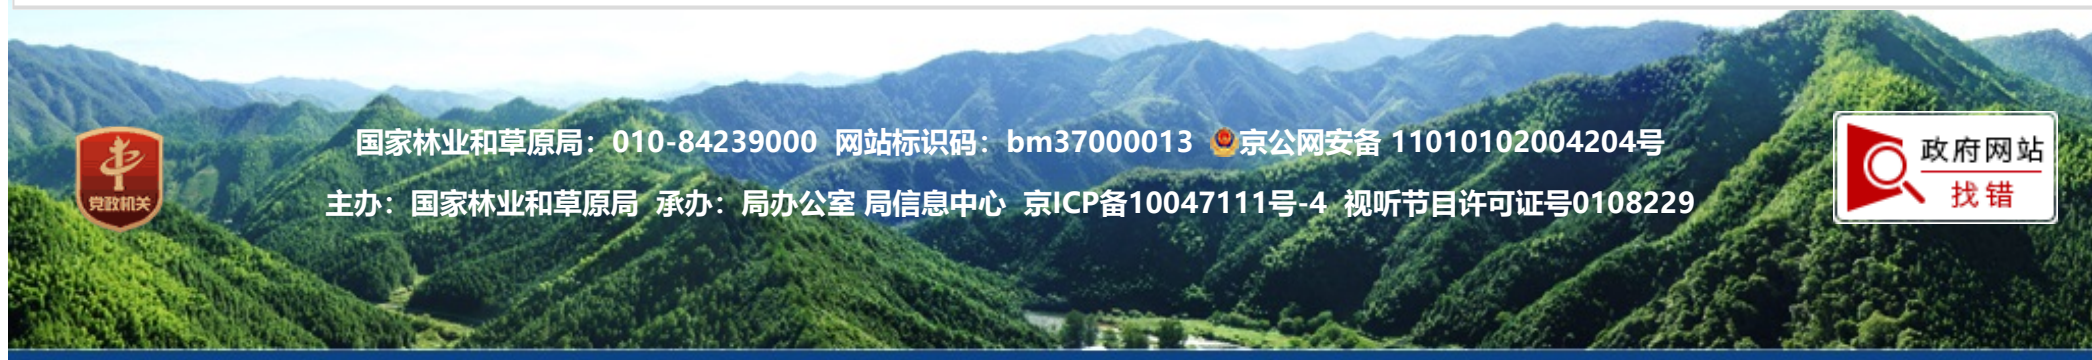 国家林业和草原局：010-84239000 网站标识码：bm37000013 京公网安备 11010102004204号
主办：国家林业和草原局 承办：局办公室 局信息中心 京ICP备10047111号-4 视听节目许可证号0108229
党政机关
政府网站
找错